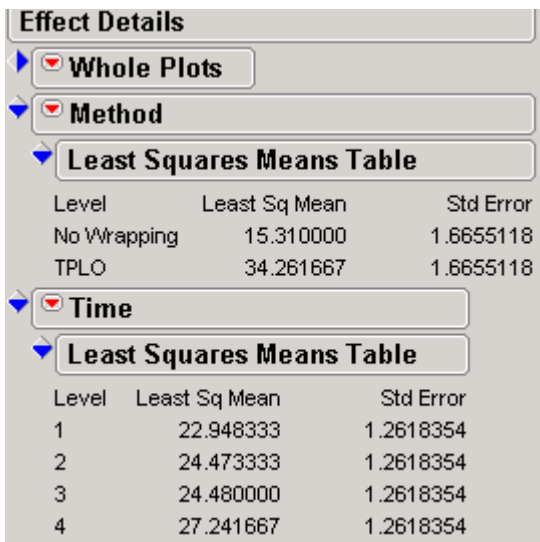 Effect Details
Whole Plots
Method
Least Squares Means Table
Level Least Sq Mean Std Error
No Wrapping 15.310000 1.6655118
TPLO 34.261667 1.6655118
Time
Least Squares Means Table
Level Least Sq Mean Std Error
1 22.948333 1.2618354
2 24.473333 1.2618354
3 24.480000 1.2618354
4 27.241667 1.2618354